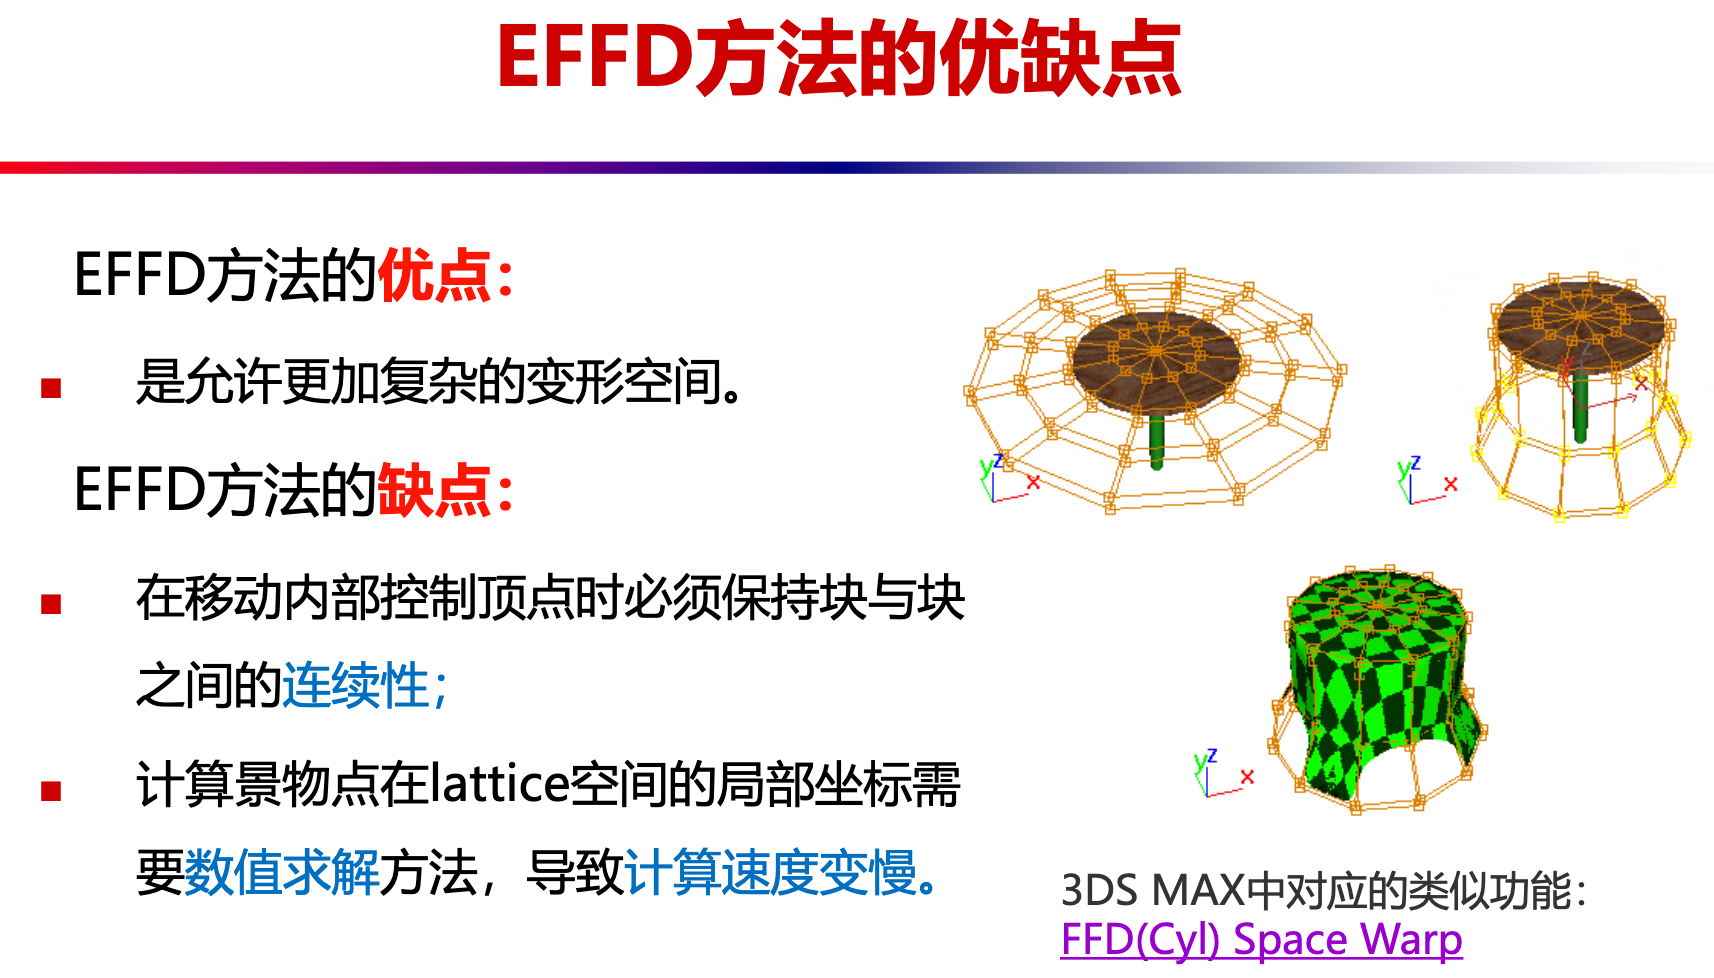 EFFD方法的优缺点
EFFD方法的优点：
是允许更加复杂的变形空间。
EFFD方法的缺点：
在移动内部控制顶点时必须保持块与块
之间的连续性；
计算景物点在lattice空间的局部坐标需
要数值求解方法，导致计算速度变慢。
y z x
z y x
y z x
y z x
3DS MAX中对应的类似功能：
FFD(Cyl) Space Warp